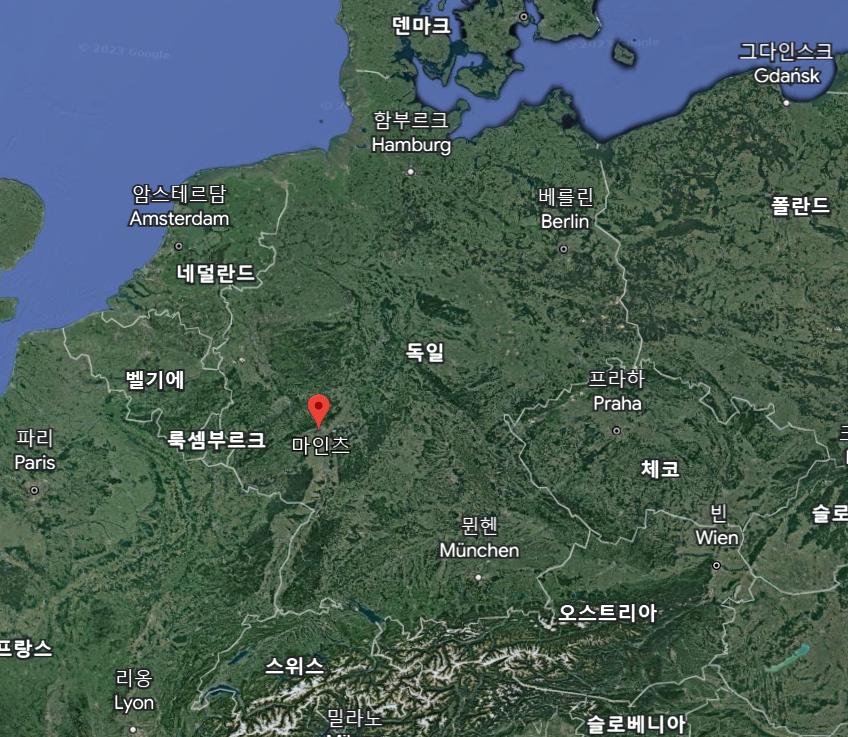 덴마크
© 2023 Google
그다인스크
Gdańsk
함부르크
Hamburg
암스테르담
Amsterdam
베를린
Berlin
폴란드
네덜란드
독일
벨기에
프라하
Praha
파리
Paris
룩셈부르크
마인츠
체코
뮌헨
München
빈
Wien
슬로
오스트리아
프랑스
스위스
리옹
Lyon
밀라노
슬로베니아